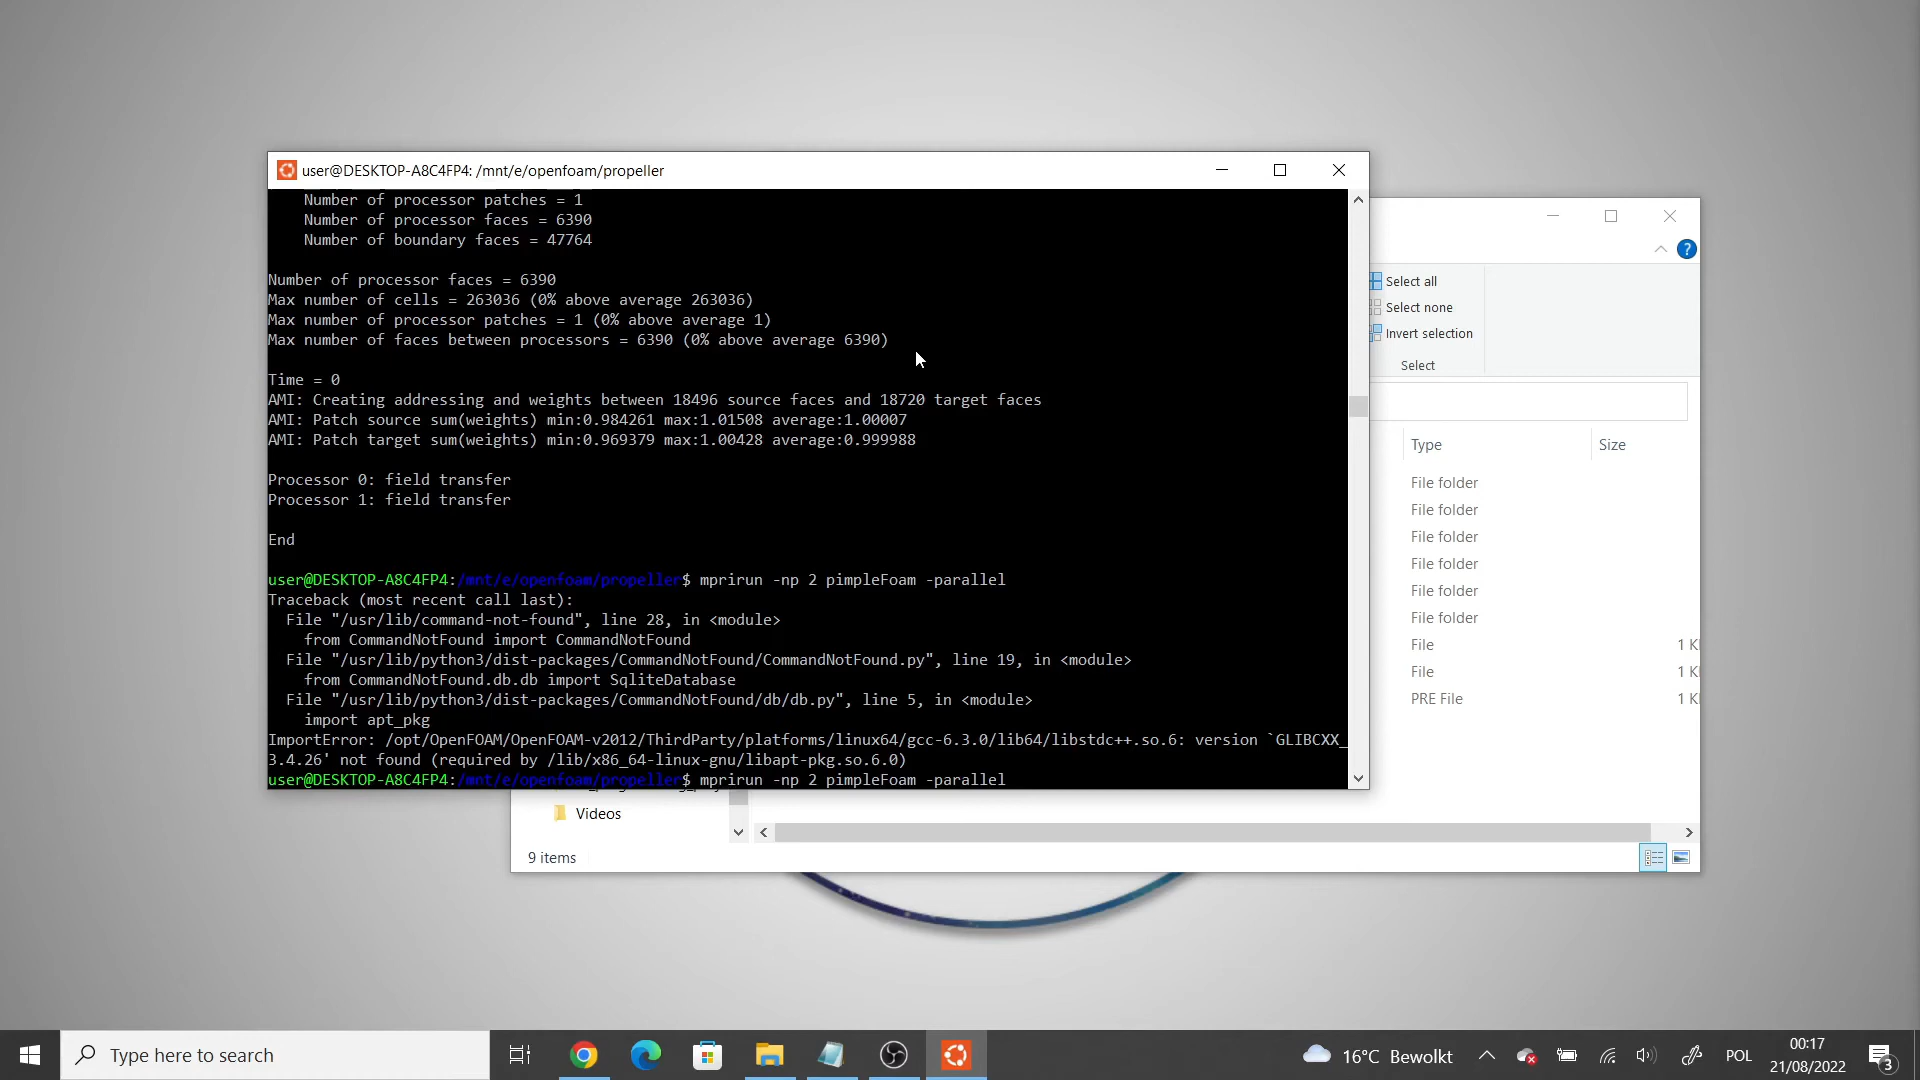 user@DESKTOP-A8C4FP4: /mnt/e/openfoam/propeller
Number of processor patches = 1
Number of processor faces = 6390
Number of boundary faces = 47764
Number of processor faces = 6390
Max number of cells = 263036 (0% above average 263036)
Max number of processor patches = 1 (0% above average 1)
Max number of faces between processors = 6390 (0% above average 6390)
Time = 0
AMI: Creating addressing and weights between 18496 source faces and 18720 target faces
AMI: Patch source sum(weights) min:0.984261 max:1.01508 average:1.00007
AMI: Patch target sum(weights) min:0.969379 max:1.00428 average:0.999988
Processor 0: field transfer
Processor 1: field transfer
End
user@DESKTOP-A8C4FP4:/mnt/e/openfoam/propeller$ mprirun -np 2 pimpleFoam -parallel
Traceback (most recent call last):
File "/usr/lib/command-not-found", line 28, in <module>
from CommandNotFound import CommandNotFound
File "/usr/lib/python3/dist-packages/CommandNotFound/CommandNotFound.py", line 19, in <module>
from CommandNotFound.db.db import SqliteDatabase
File "/usr/lib/python3/dist-packages/CommandNotFound/db/db.py", line 5, in <module>
import apt_pkg
ImportError: /opt/OpenFOAM/OpenFOAM-v2012/ThirdParty/platforms/linux64/gcc-6.3.0/lib64/libstdc++.so.6: version `GLIBCXX_
3.4.26' not found (required by /lib/x86_64-linux-gnu/libapt-pkg.so.6.0)
user@DESKTOP-A8C4FP4:/mnt/e/openfoam/propeller$ mprirun -np 2 pimpleFoam -parallel
?
Select all
Select none
Invert selection
Select
Type Size
File folder
File folder
File folder
File folder
File folder
File folder
File 1 K
File 1 K
PRE File 1 K
Videos
9 items
Type here to search
16°C Bewolkt
POL
00:17
21/08/2022
3